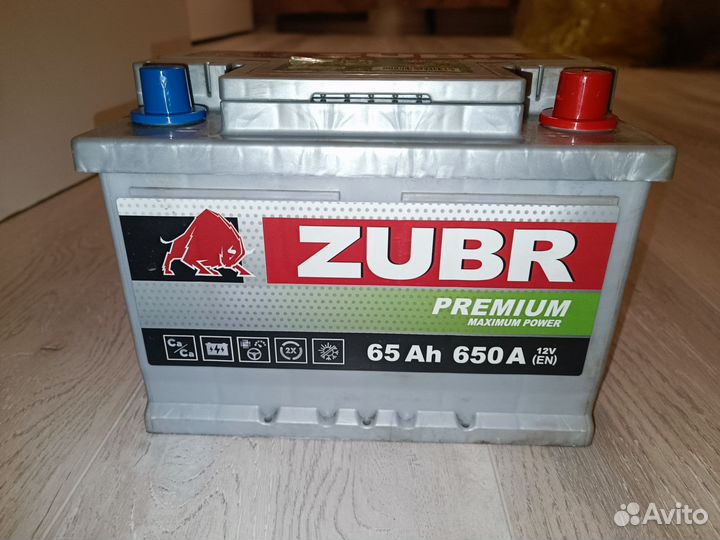 ZUBR
PREMIUM
MAXIMUM POWER
Ca/Ca
2X
65 Ah 650 A 12V (EN)
Avito